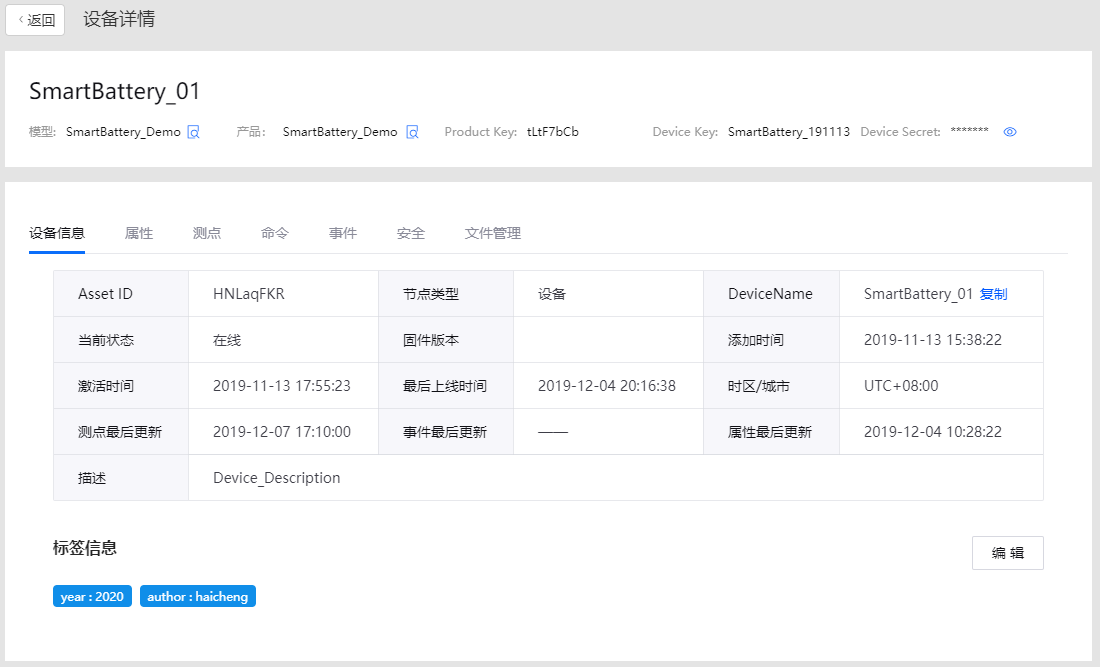 返回 设备详情
SmartBattery_01
模型: SmartBattery_Demo 产品: SmartBattery_Demo Product Key: tLtF7bCb Device Key: SmartBattery_191113 Device Secret: *******
设备信息 属性 测点 命令 事件 安全 文件管理
Asset ID HNLaqFKR 节点类型 设备 DeviceName SmartBattery_01 复制
当前状态 在线 固件版本 添加时间 2019-11-13 15:38:22
激活时间 2019-11-13 17:55:23 最后上线时间 2019-12-04 20:16:38 时区/城市 UTC+08:00
测点最后更新 2019-12-07 17:10:00 事件最后更新 —— 属性最后更新 2019-12-04 10:28:22
描述 Device_Description
标签信息 编 辑
year : 2020 author : haicheng